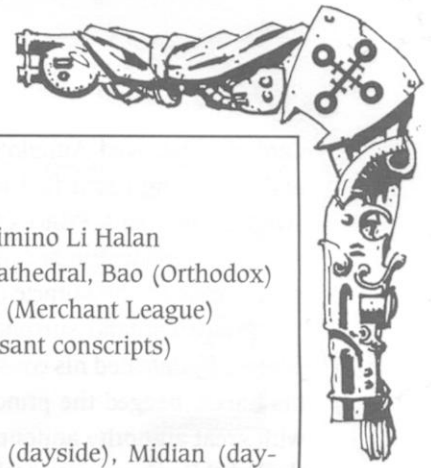 imino Li Halan
athedral, Bao (Orthodox)
(Merchant League)
sant conscripts)
(dayside), Midian (day-